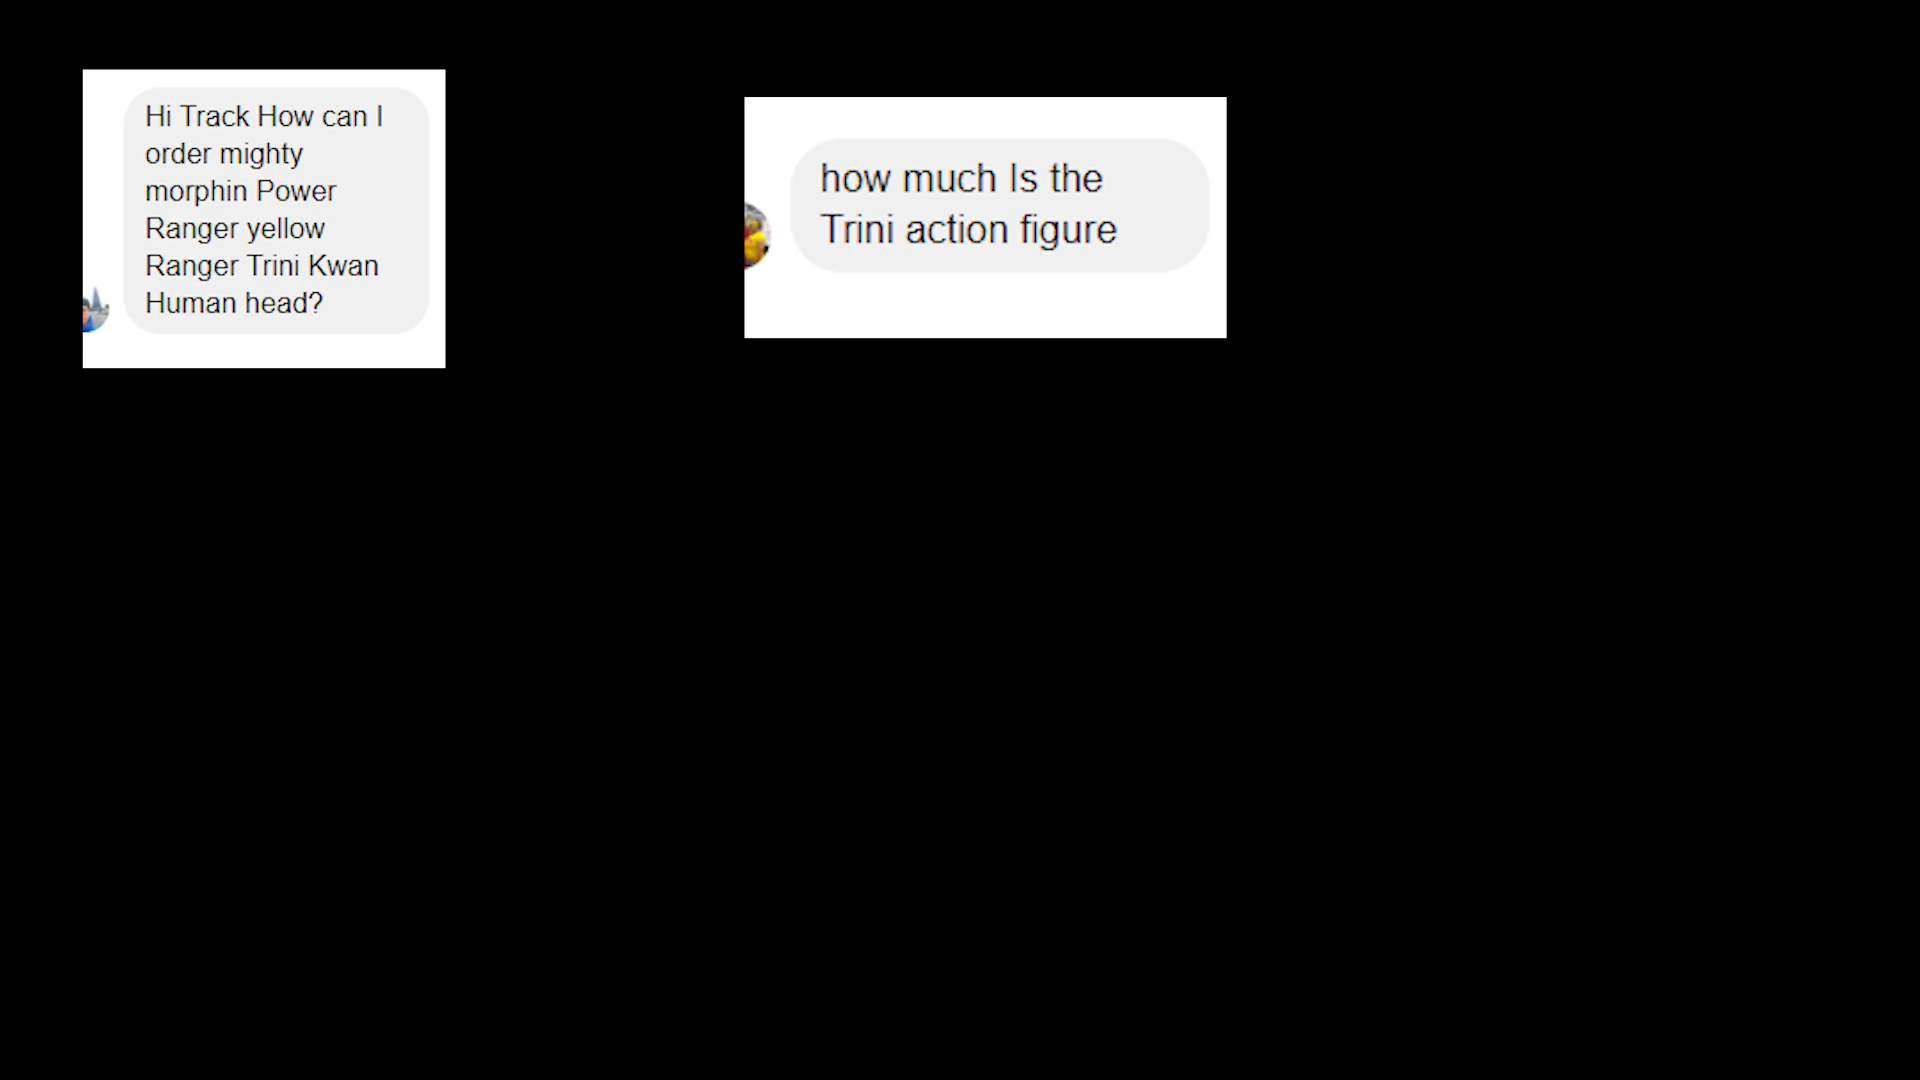 Hi Track How can I
order mighty
morphin Power
Ranger yellow
Ranger Trini Kwan
Human head?
how much Is the
Trini action figure